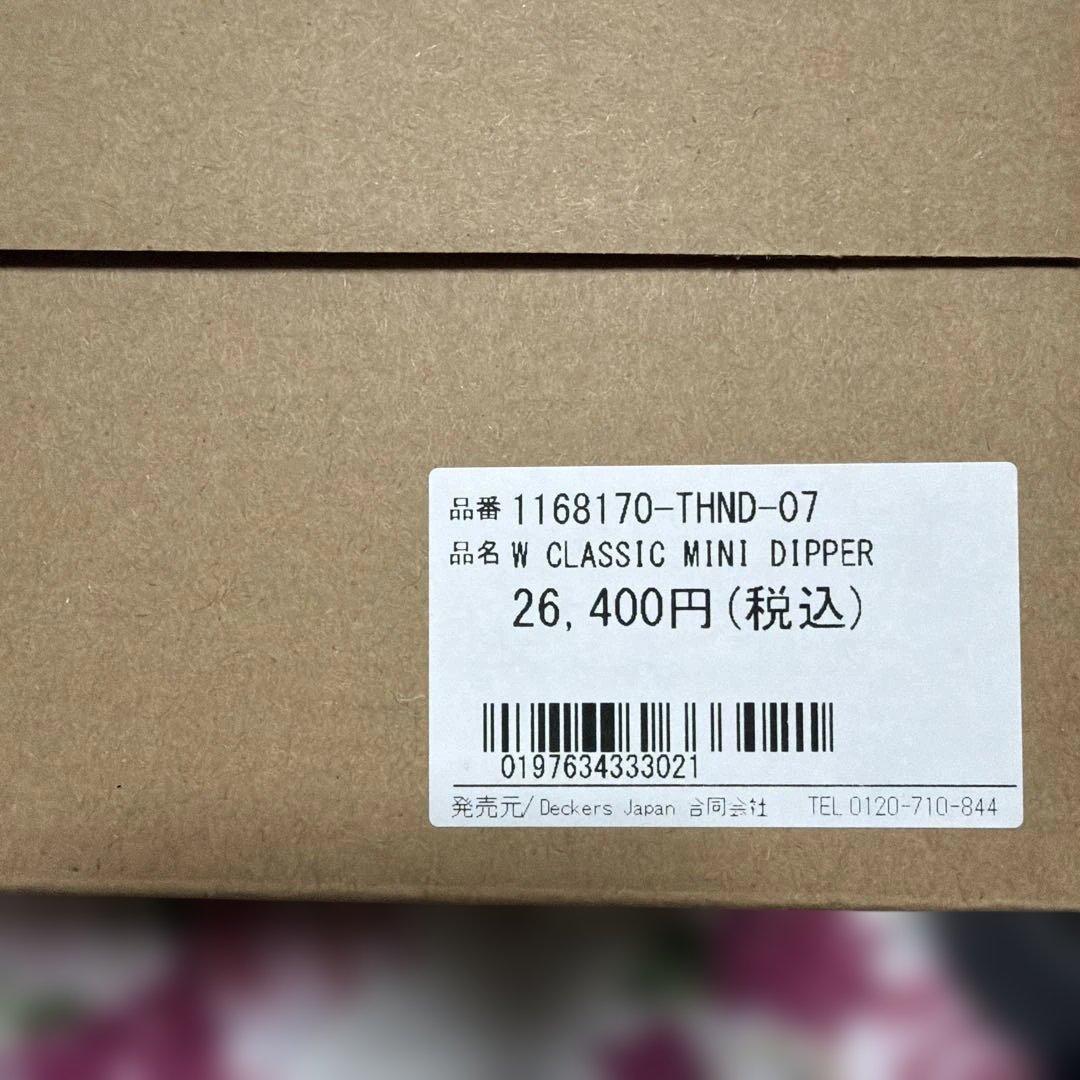 品番 1168170-THND-07
品名 W CLASSIC MINI DIPPER
26,400円(税込)
0197634333021
発売元/Deckers Japan 合同会社 TEL 0120-710-844